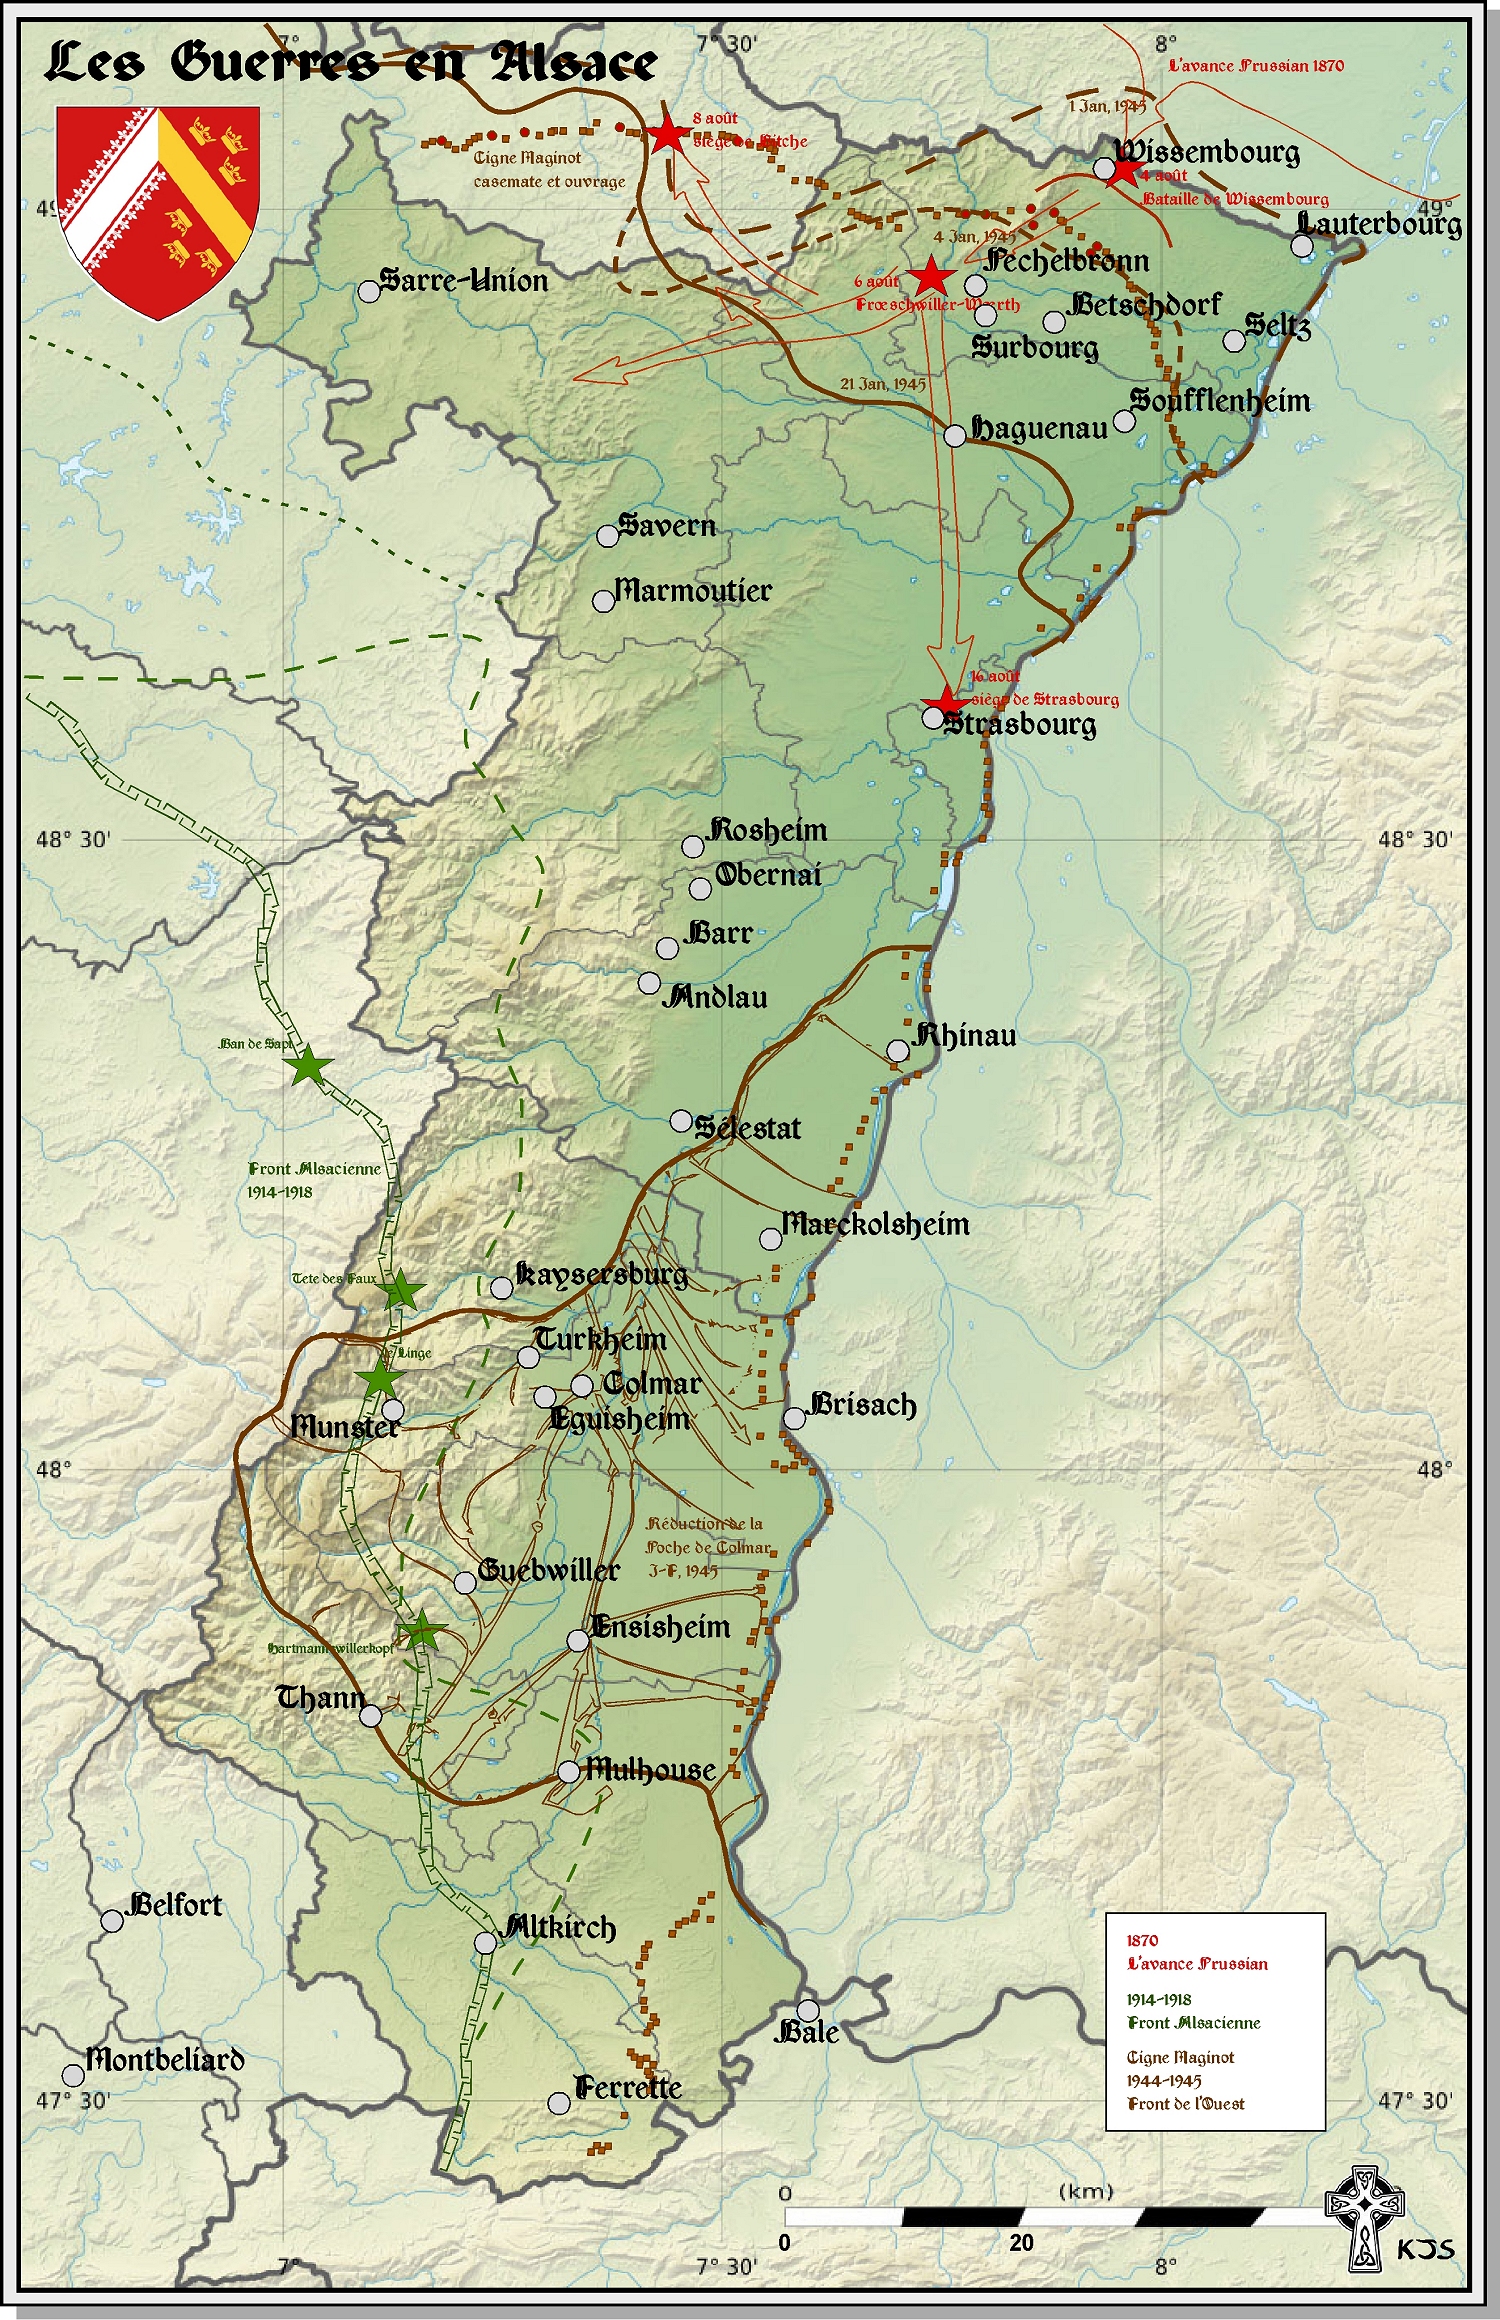 Les Guerres en Alsace
7°
7° 30'
8°
L'avance Prussian 1870
1 Jan, 1945
8 août
siège de Bitche
Ligne Maginot
casemate et ouvrage
Wissembourg
4 août
Bataille de Wissembourg
49°
49°
Lauterbourg
4 Jan, 1945
Pechelbronn
Sarre-Union
6 août
Frœschwiller-Wœrth
Betschdorf
Seltz
Surbourg
21 Jan, 1945
Soufflenheim
Haguenau
Savern
Marmoutier
16 août
siège de Strasbourg
Strasbourg
48° 30'
Rosheim
48° 30'
Obernai
Barr
Andlau
Ban de Sapt
Rhinau
Sélestat
Front Alsacienne
1914-1918
Marckolsheim
Tete des Faux
Kaysersburg
Turkheim
le Linge
Colmar
Munster
Eguisheim
Brisach
48°
48°
Réduction de la
Poche de Colmar
J-F, 1945
Guebwiller
Ensisheim
Hartmannswillerkopf
Thann
Mulhouse
Belfort
Altkirch
1870
L'avance Prussian
1914-1918
Front Alsacienne
Ligne Maginot
1944-1945
Front de l'Ouest
Bale
Montbeliard
Ferrette
47° 30'
47° 30'
0
(km)
0
20
KJS
7°
7° 30'
8°